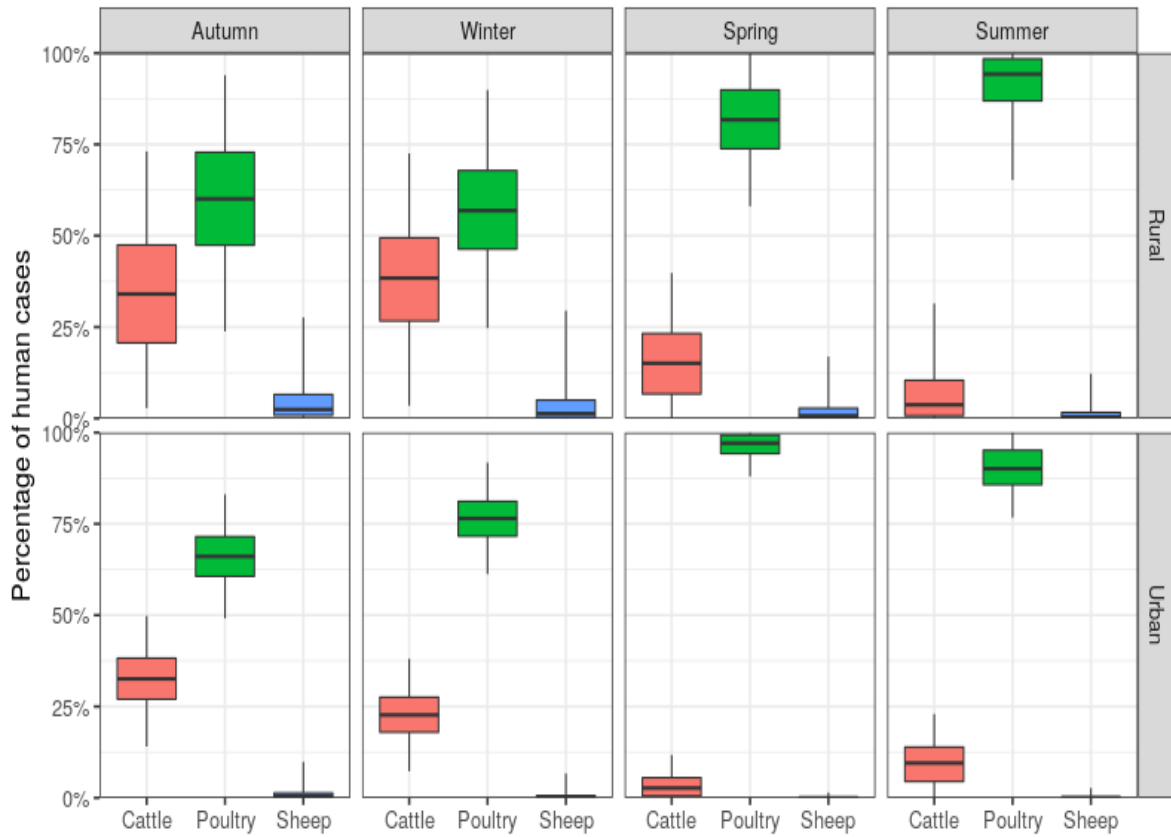 Autumn Winter Spring Summer
Percentage of human cases
100%
75%
50%
25%
0%
Rural
100%
75%
50%
25%
0%
Urban
Cattle Poultry Sheep Cattle Poultry Sheep Cattle Poultry Sheep Cattle Poultry Sheep